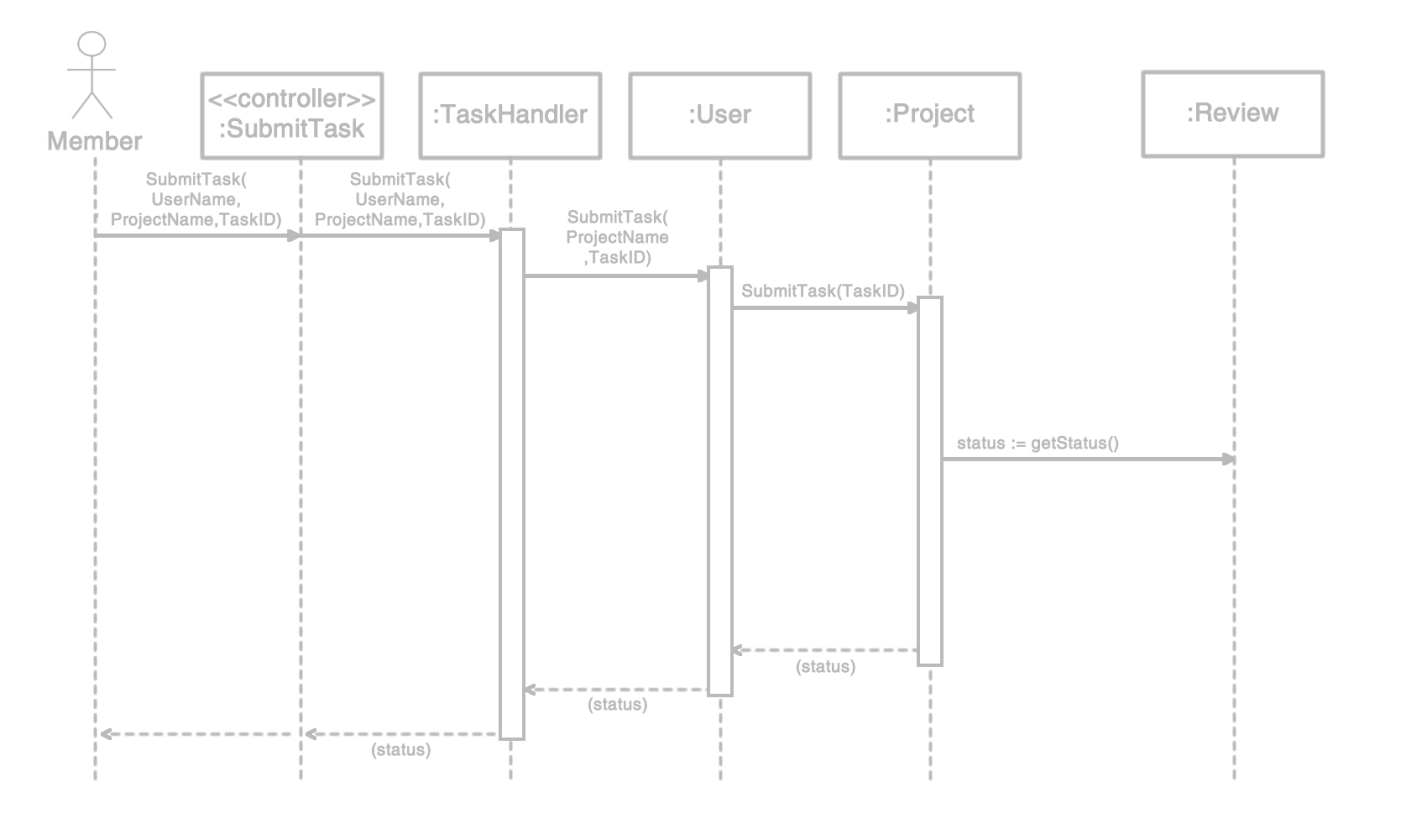 Member
<<controller>>
:SubmitTask
:TaskHandler
:User
:Project
:Review
SubmitTask(
UserName,
ProjectName,TaskID)
SubmitTask(
UserName,
ProjectName,TaskID)
SubmitTask(
ProjectName
,TaskID)
SubmitTask(TaskID)
status := getStatus()
(status)
(status)
(status)